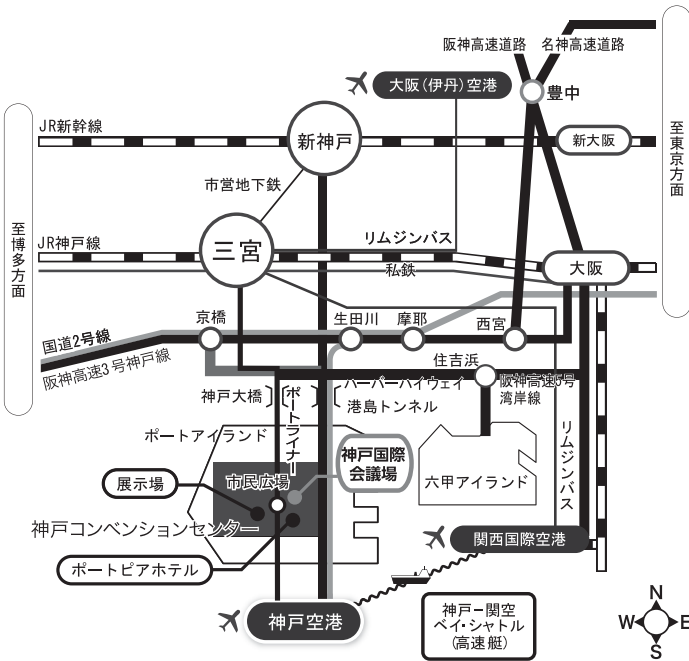 阪神高速道路
名神高速道路
大阪(伊丹)空港
豊中
至東京方面
JR新幹線
新神戸
新大阪
市営地下鉄
至博多方面
JR神戸線
三宮
リムジンバス
私鉄
大阪
京橋
生田川
摩耶
西宮
国道2号線
阪神高速3号神戸線
住吉浜
阪神高速5号
湾岸線
神戸大橋
ポートライナー
ハーバーハイウェイ
港島トンネル
リムジンバス
ポートアイランド
神戸国際
会議場
六甲アイランド
市民広場
展示場
神戸コンベンションセンター
関西国際空港
ポートピアホテル
神戸空港
神戸−関空
ベイ・シャトル
(高速艇)
N
W
E
S